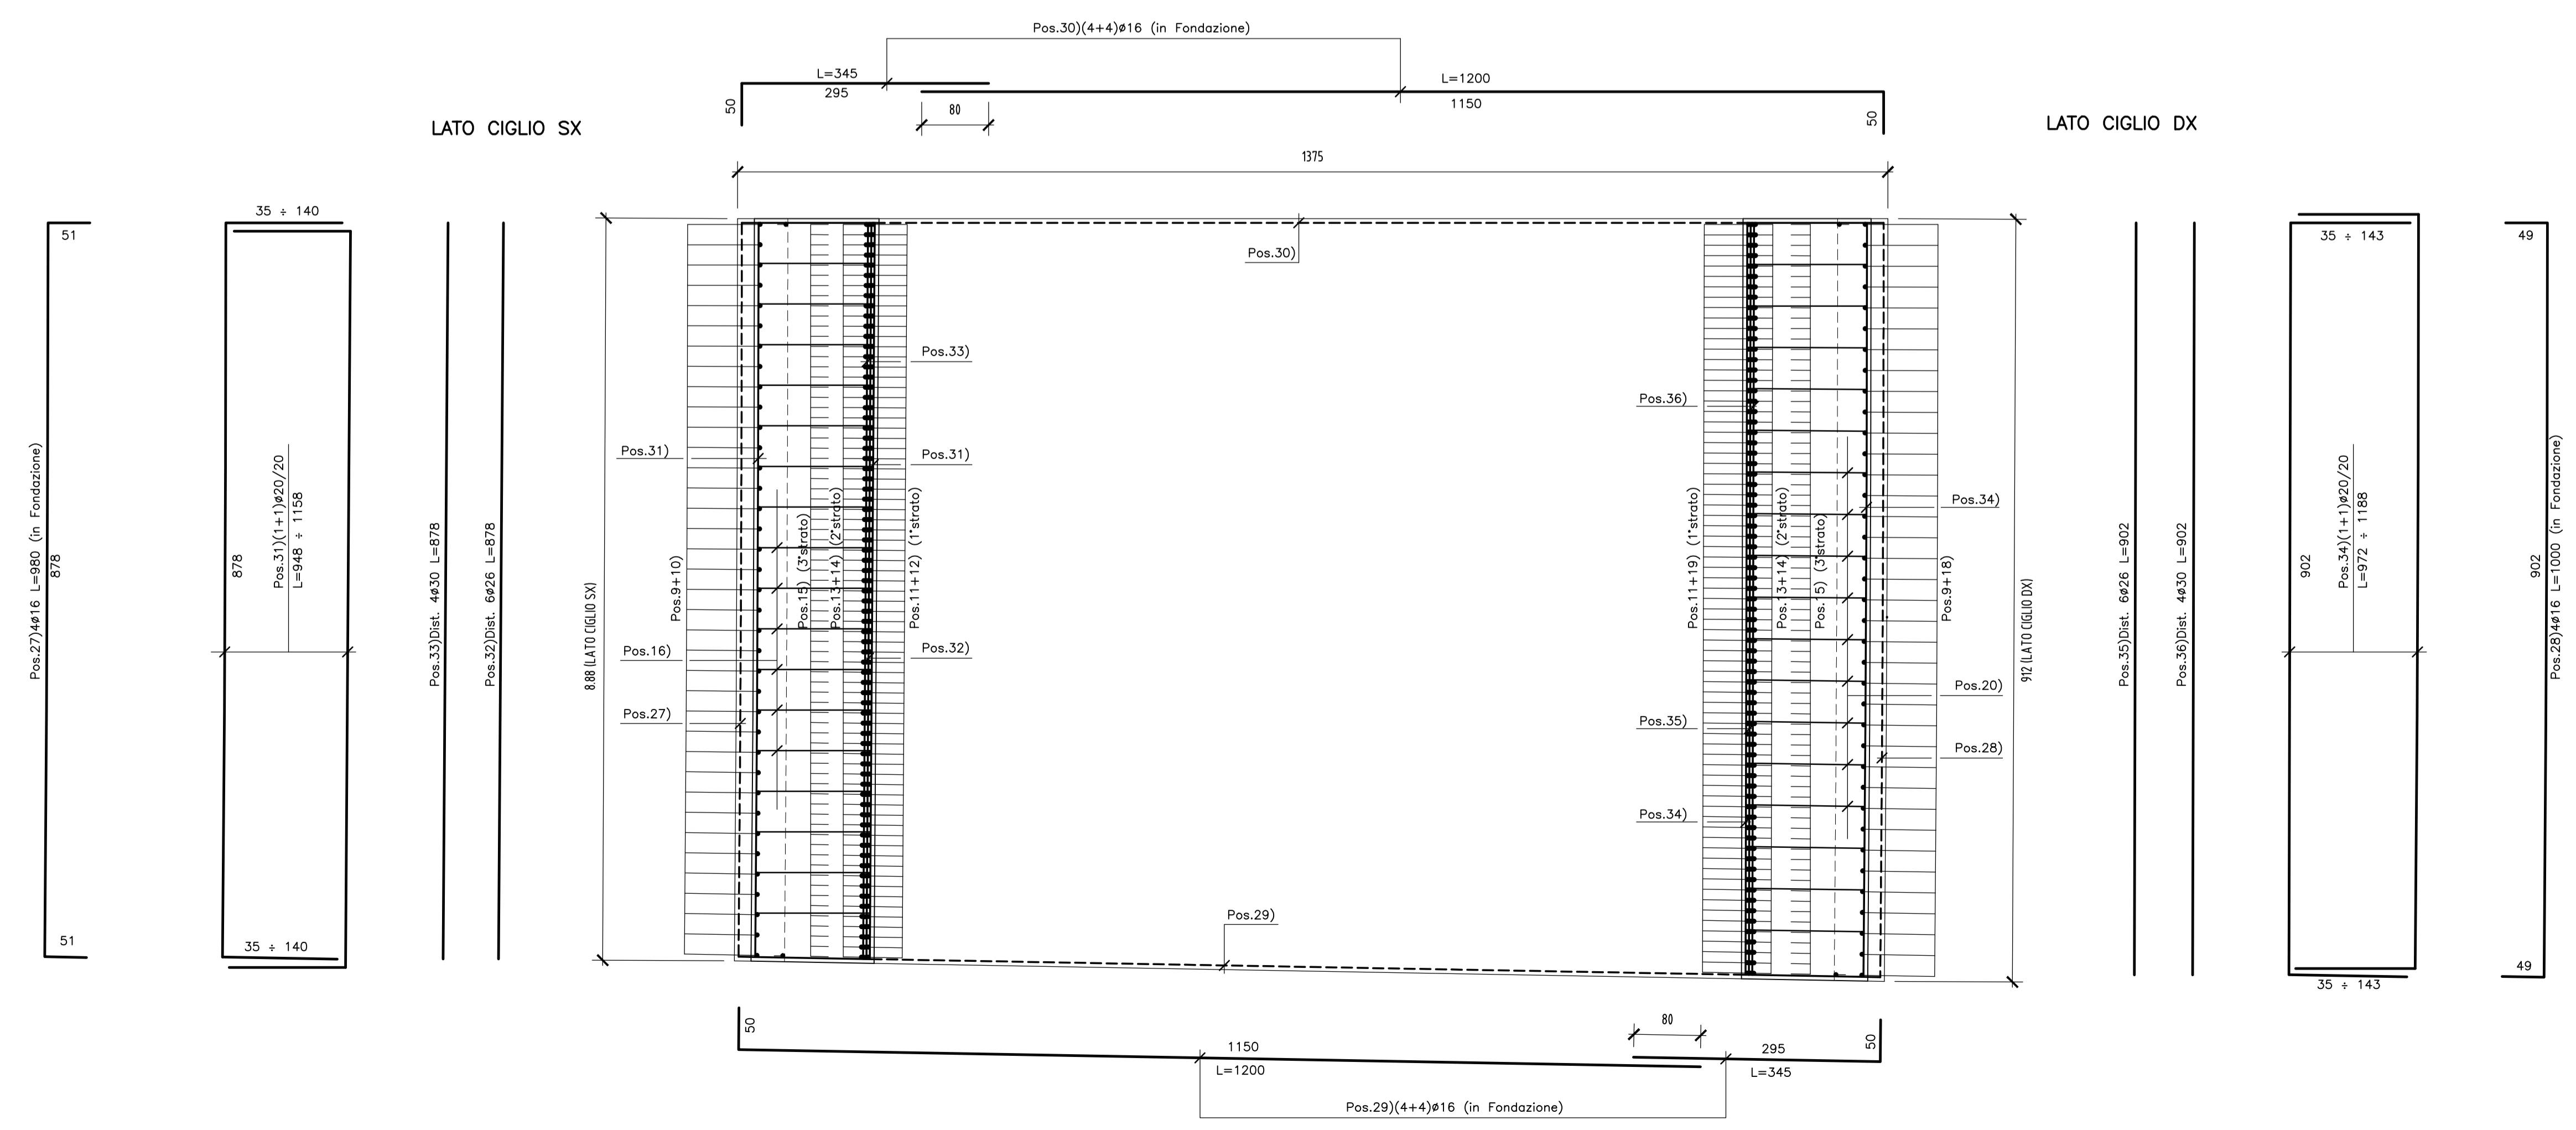 Pos.30)(4+4)ø16 (in Fondazione)
L=345
295
L=1200
1150
50
80
50
LATO CIGLIO SX
LATO CIGLIO DX
1375
51
878
51
Pos.27)4ø16 L=980 (in Fondazione)
35 ÷ 140
878
Pos.31)(1+1)ø20/20
L=948 ÷ 1158
35 ÷ 140
Pos.33)Dist. 4ø30 L=878
Pos.32)Dist. 6ø26 L=878
8.88 (LATO CIGLIO SX)
Pos.31)
Pos.16)
Pos.27)
Pos.9+10)
Pos.15) (3°strato)
Pos.13+14) (2°strato)
Pos.11+12) (1°strato)
Pos.33)
Pos.31)
Pos.32)
Pos.30)
Pos.29)
Pos.36)
Pos.35)
Pos.34)
Pos.11+19) (1°strato)
Pos.13+14) (2°strato)
Pos.15) (3°strato)
Pos.9+18)
Pos.34)
Pos.20)
Pos.28)
912 (LATO CIGLIO DX)
Pos.35)Dist. 6ø26 L=902
Pos.36)Dist. 4ø30 L=902
35 ÷ 143
902
Pos.34)(1+1)ø20/20
L=972 ÷ 1188
35 ÷ 143
49
902
49
Pos.28)4ø16 L=1000 (in Fondazione)
50
1150
L=1200
80
295
L=345
50
Pos.29)(4+4)ø16 (in Fondazione)